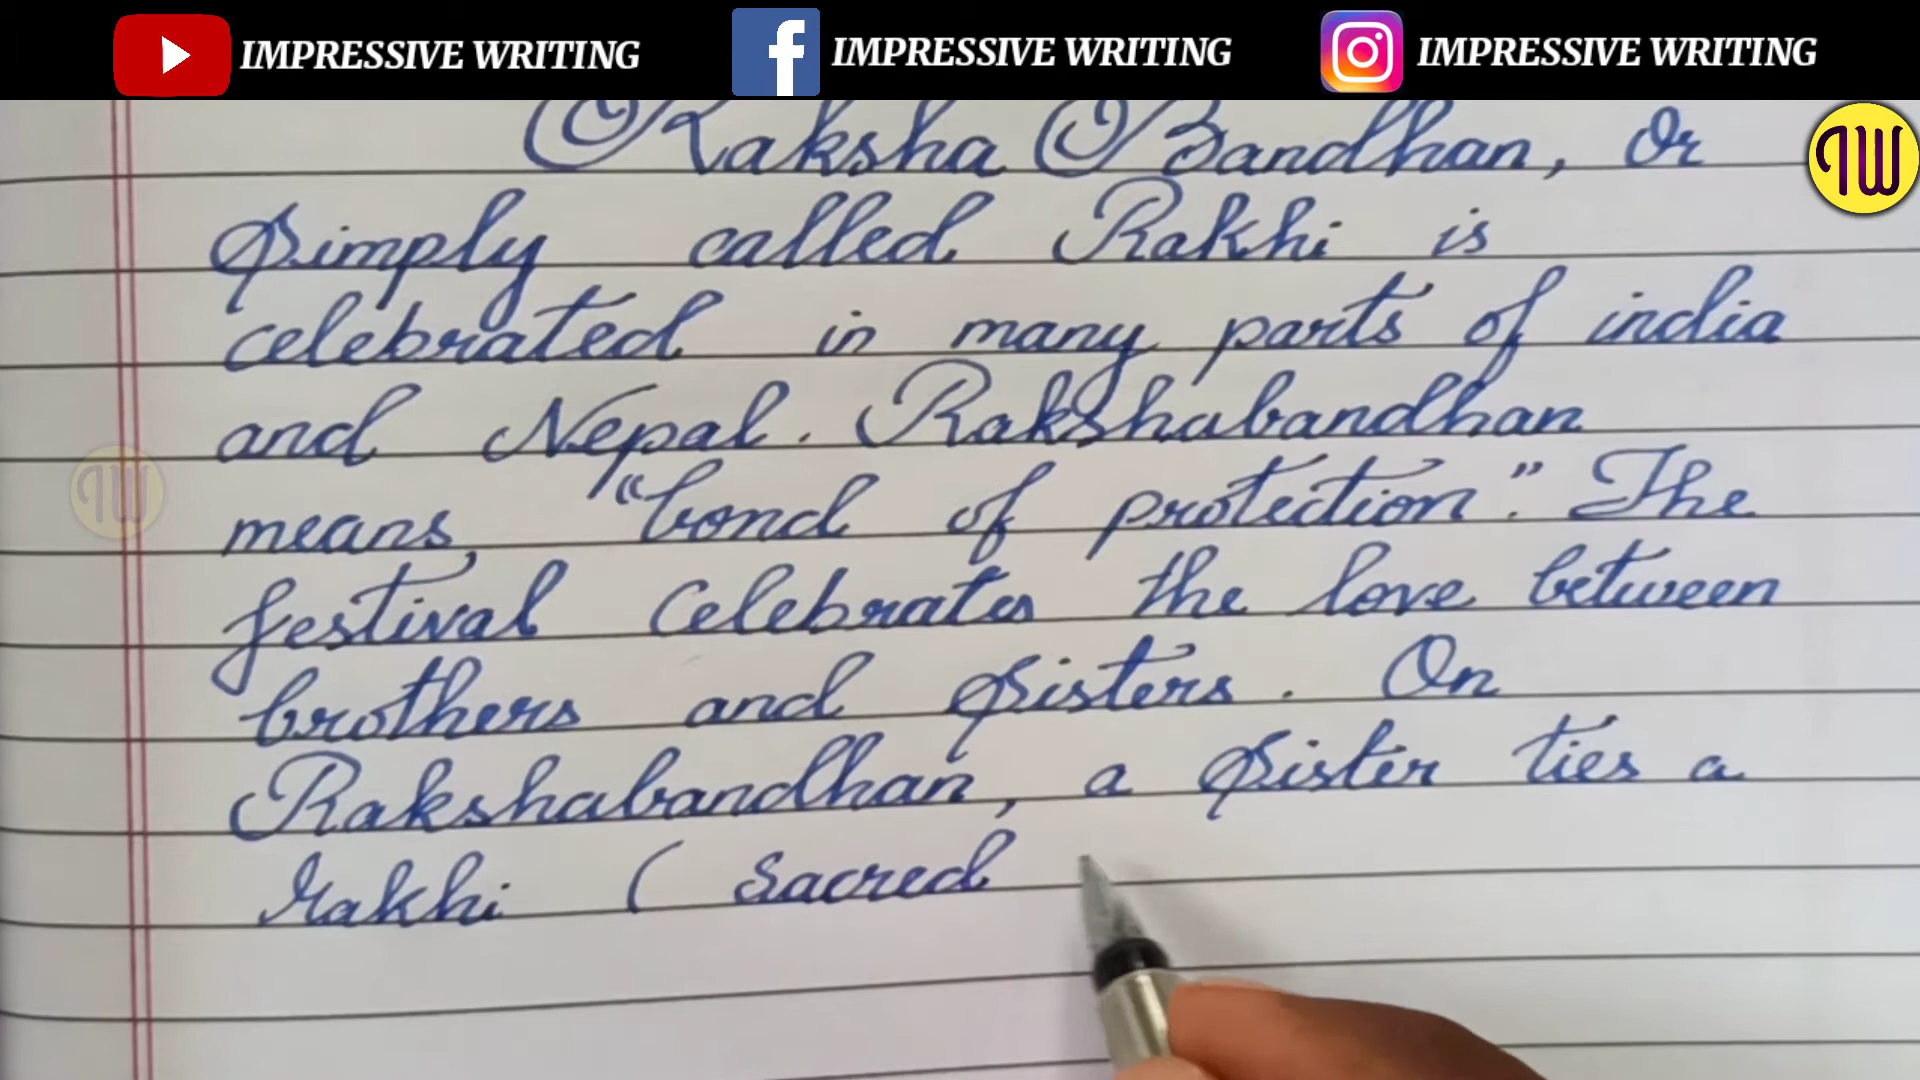 IMPRESSIVE WRITING IMPRESSIVE WRITING IMPRESSIVE WRITING
IW
Raksha Bandhan, Or
Simply called Rakhi is
celebrated in many parts of india
and Nepal. Rakshabandhan
means, "bond of protection". The
festival Celebrates the love between
brothers and Sisters. On
Rakshabandhan, a Sister ties a
rakhi ( Sacred
IW